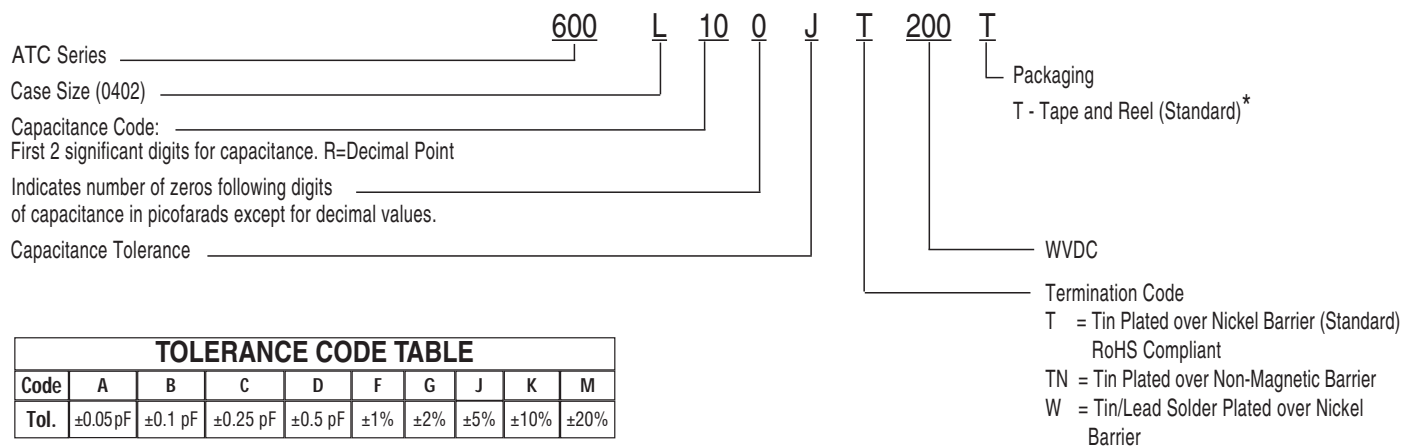 600 L 10 0 J T 200 T
ATC Series
Case Size (0402)
Capacitance Code:
First 2 significant digits for capacitance. R=Decimal Point
Indicates number of zeros following digits
of capacitance in picofarads except for decimal values.
Capacitance Tolerance
Packaging
T - Tape and Reel (Standard)*
WVDC
Termination Code
T = Tin Plated over Nickel Barrier (Standard)
RoHS Compliant
TN = Tin Plated over Non-Magnetic Barrier
W = Tin/Lead Solder Plated over Nickel
Barrier
TOLERANCE CODE TABLE
Code A B C D F G J K M
Tol. ±0.05pF ±0.1 pF ±0.25 pF ±0.5 pF ±1% ±2% ±5% ±10% ±20%